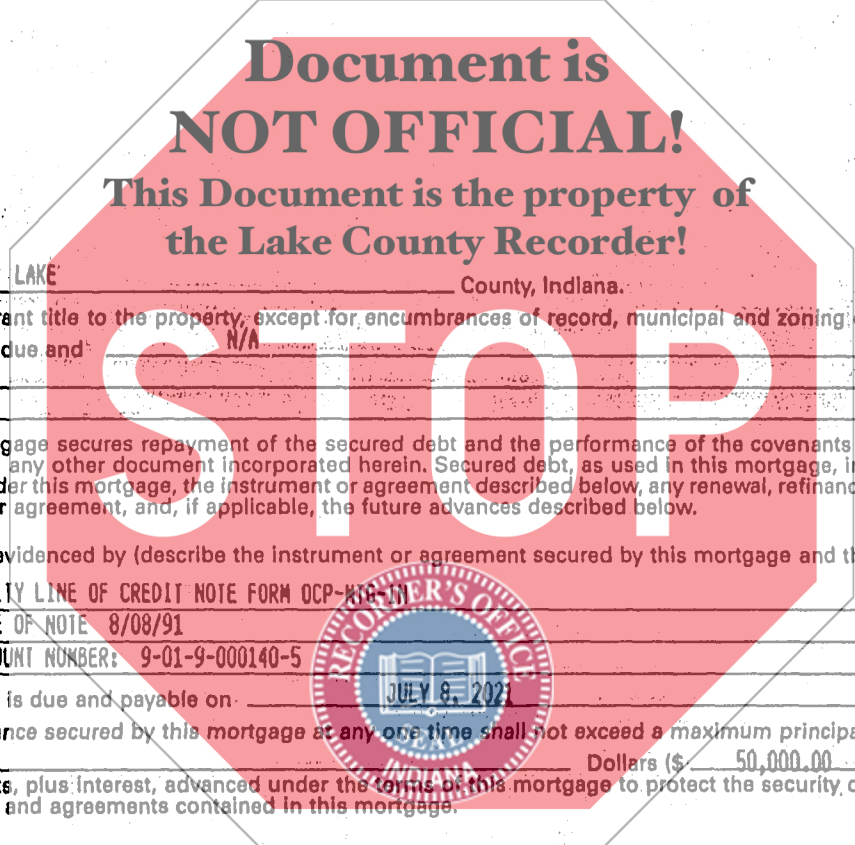 Document is
NOT OFFICIAL!
This Document is the property of
the Lake County Recorder!
LAKE County, Indiana.
ant title to the property, except for encumbrances of record, municipal and zoning
due and N/A
STOP
gage secures repayment of the secured debt and the performance of the covenants
any other document incorporated herein. Secured debt, as used in this mortgage, in
der this mortgage, the instrument or agreement described below, any renewal, refinanc
r agreement, and, if applicable, the future advances described below.
evidenced by (describe the instrument or agreement secured by this mortgage and th
ITY LINE OF CREDIT NOTE FORM OCP-MTG-IN
E OF NOTE 8/08/91
UNT NUMBER: 9-01-9-000140-5
RECORDER'S OFFICE
SEAL
INDIANA
is due and payable on JULY 8, 2021
nce secured by this mortgage at any one time shall not exceed a maximum principa
Dollars ($ 50,000.00
s, plus interest, advanced under the terms of this mortgage to protect the security o
and agreements contained in this mortgage.